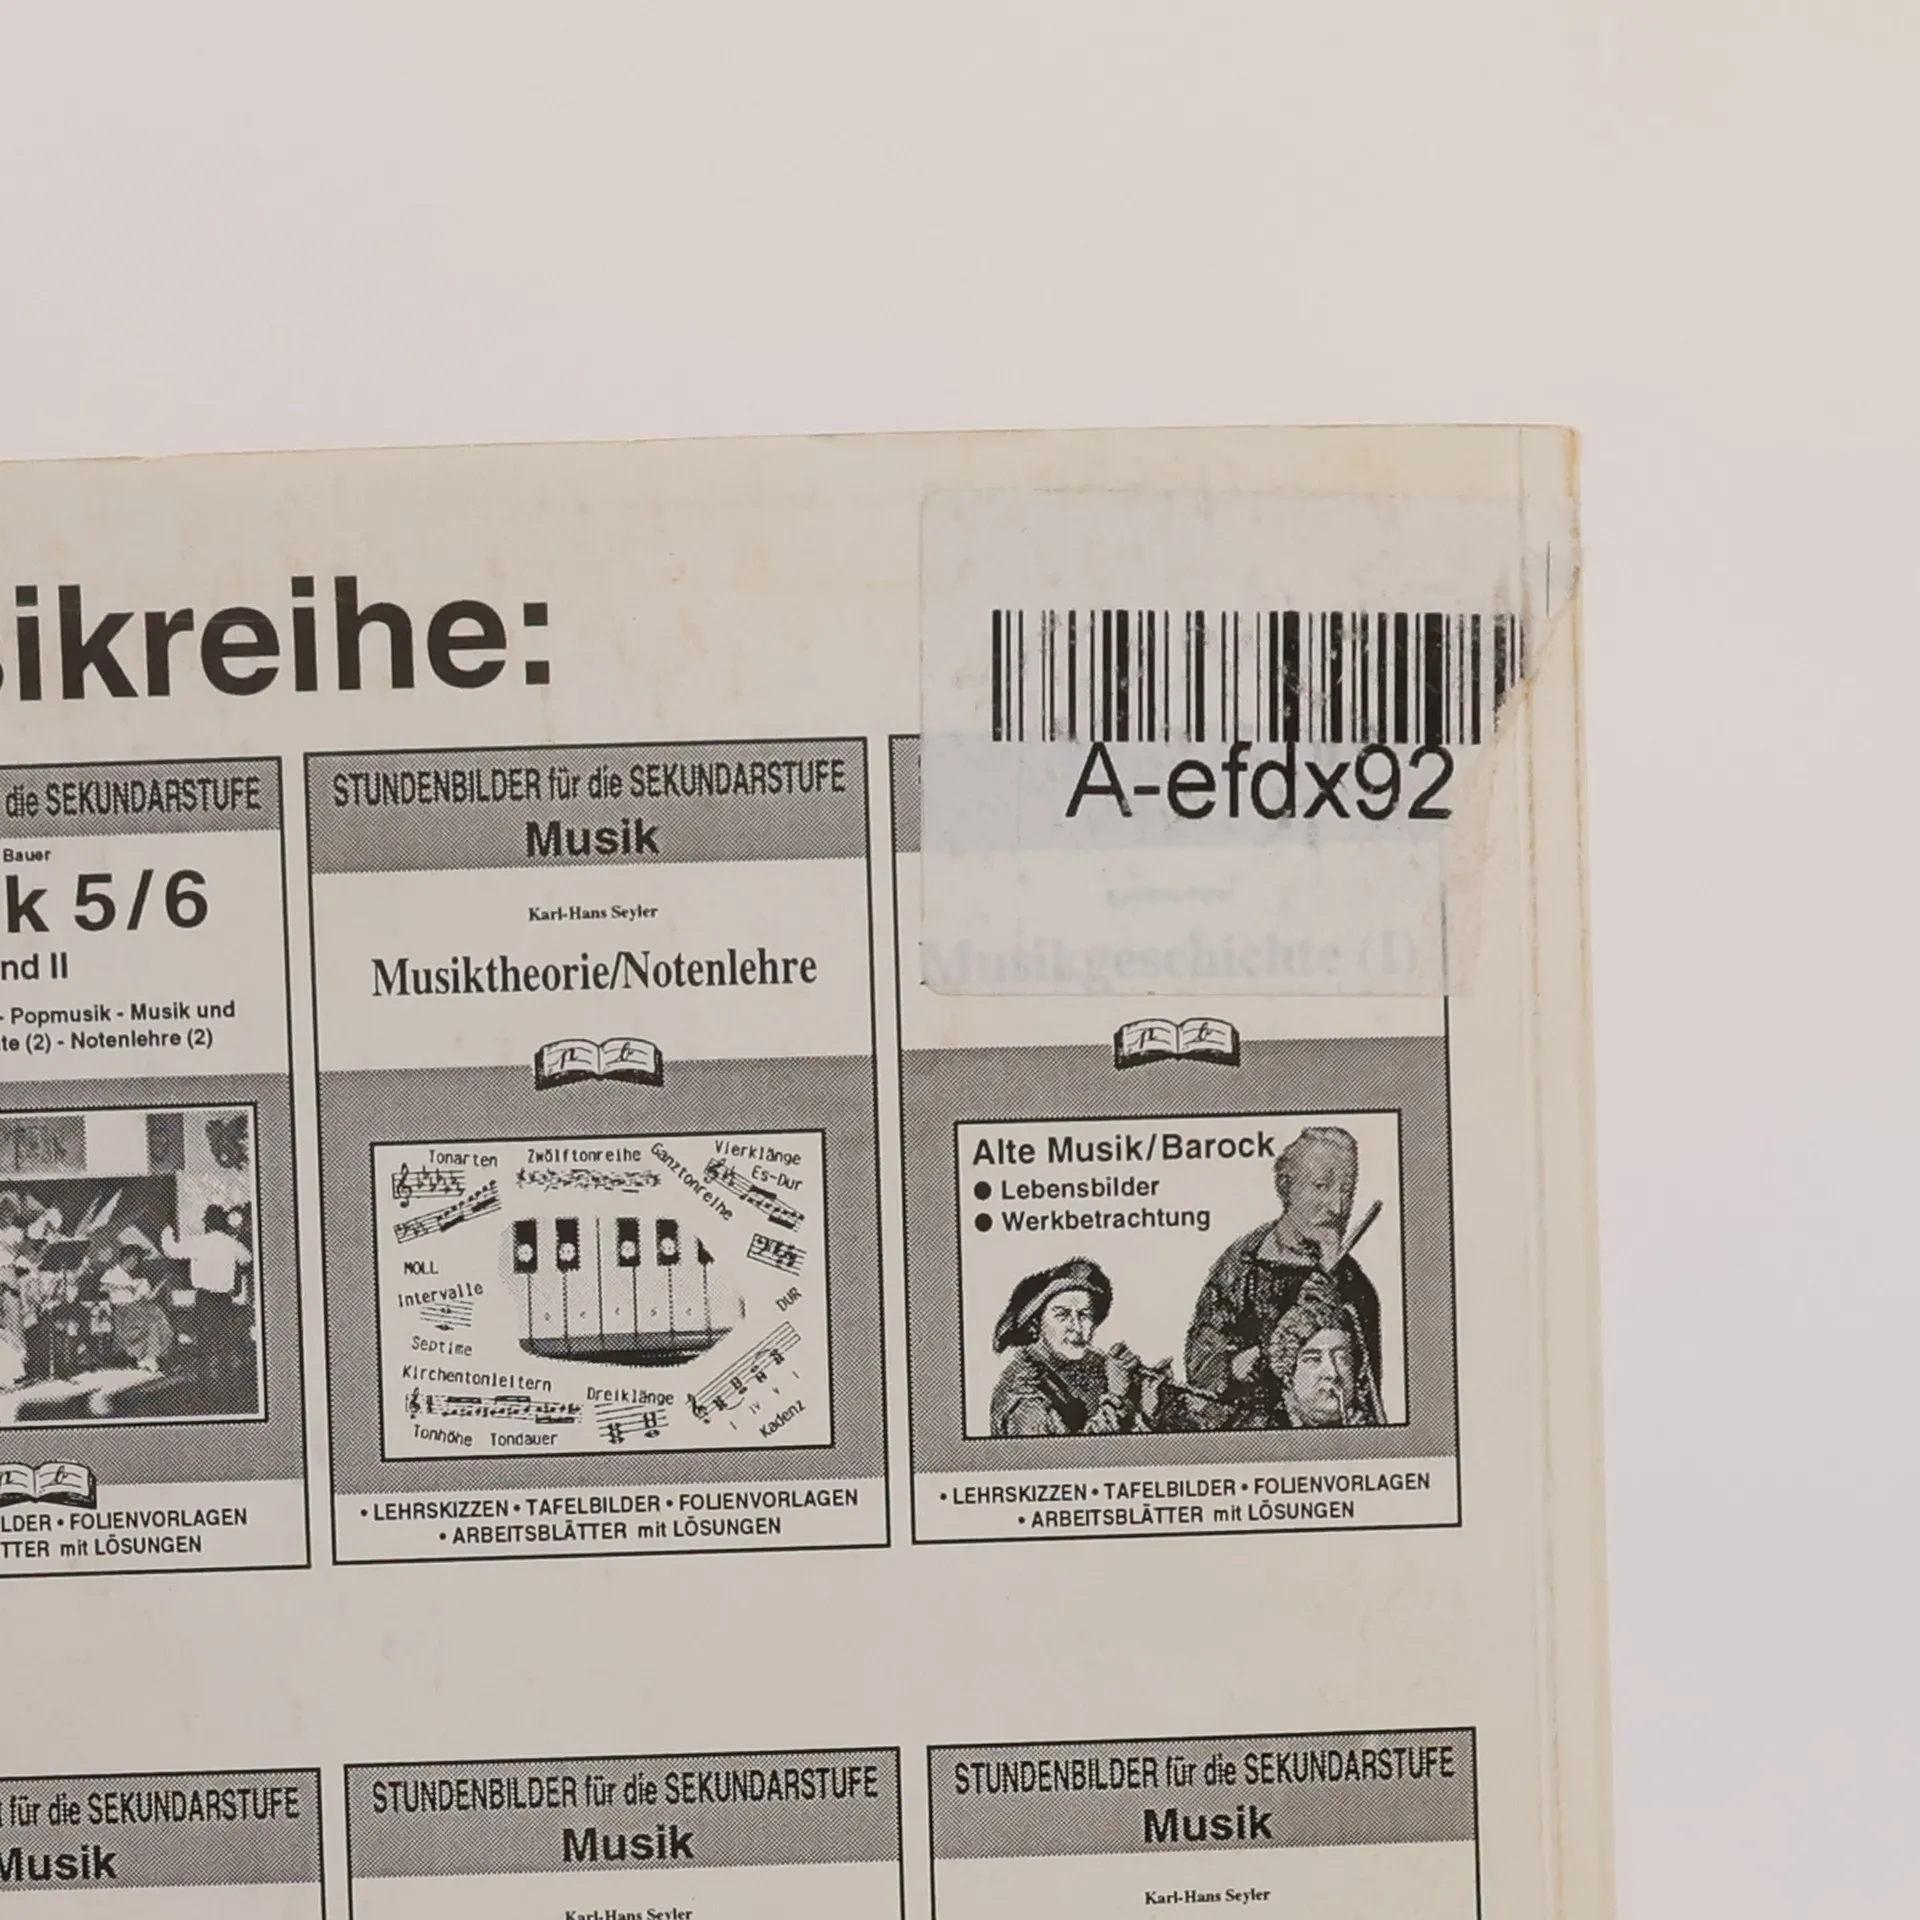 sikreihe:
A-efdx92
die SEKUNDARSTUFE
Bauer
k 5/6
nd II
- Popmusik - Musik und
te (2) - Notenlehre (2)
LDER • FOLIENVORLAGEN
TTER mit LÖSUNGEN
STUNDENBILDER für die SEKUNDARSTUFE
Musik
Karl-Hans Seyler
Musiktheorie/Notenlehre
Tonarten
Zwölftonreihe
Ganztonreihe
Vierklänge
Es-Dur
MOLL
Intervalle
DUR
Septime
Kirchentonleitern
Dreiklänge
I IV V I
Kadenz
Tonhöhe Tondauer
• LEHRSKIZZEN • TAFELBILDER • FOLIENVORLAGEN
• ARBEITSBLÄTTER mit LÖSUNGEN
Musikgeschichte (I)
Alte Musik/Barock
● Lebensbilder
● Werkbetrachtung
• LEHRSKIZZEN • TAFELBILDER • FOLIENVORLAGEN
• ARBEITSBLÄTTER mit LÖSUNGEN
für die SEKUNDARSTUFE
Musik
STUNDENBILDER für die SEKUNDARSTUFE
Musik
Karl-Hans Seyler
STUNDENBILDER für die SEKUNDARSTUFE
Musik
Karl-Hans Seyler